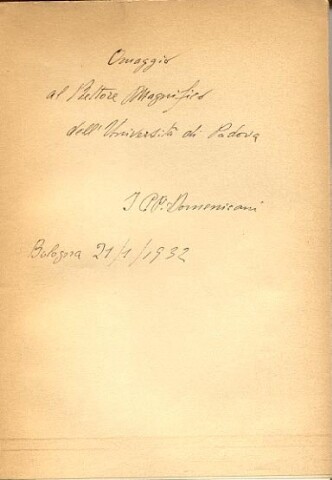 Omaggio
al Rettore Magnifico
dell'Università di Padova
I PP. Domenicani
Bologna 21/1/1932